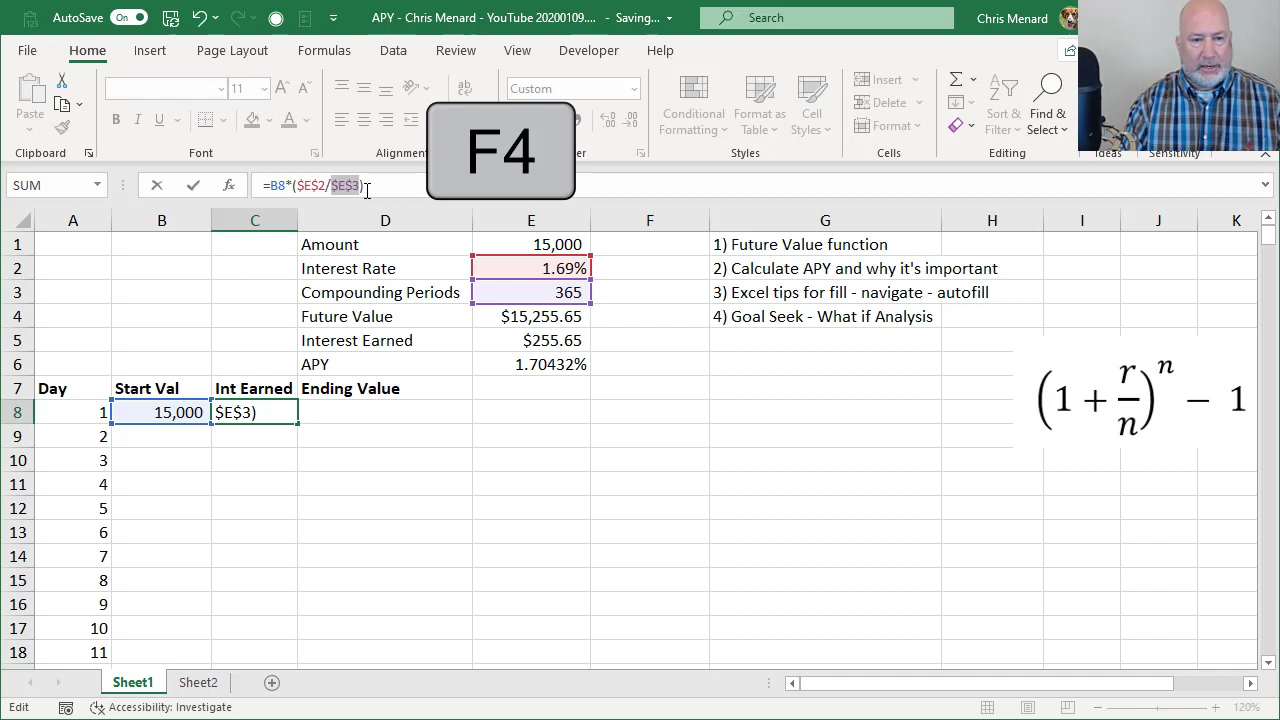 AutoSave On APY - Chris Menard - YouTube 20200109.... - Saving... Search Chris Menard
File Home Insert Page Layout Formulas Data Review View Developer Help
Paste 11 ab Custom Conditional Formatting Format as Table Cell Styles Insert Delete Format Sort & Filter Find & Select
B I U A
Clipboard Font Styles Cells
F4
SUM fx =B8*($E$2/$E$3)
A B C D E F G H I J K
1 Amount 15,000 1) Future Value function
2 Interest Rate 1.69% 2) Calculate APY and why it's important
3 Compounding Periods 365 3) Excel tips for fill - navigate - autofill
4 Future Value $15,255.65 4) Goal Seek - What if Analysis
5 Interest Earned $255.65
6 APY 1.70432%
7 Day Start Val Int Earned Ending Value
8 1 15,000 $E$3)
9 2
10 3
11 4
12 5
13 6
14 7
15 8
16 9
17 10
18 11
(1 + r/n)^n − 1
Sheet1 Sheet2
Edit Accessibility: Investigate 120%